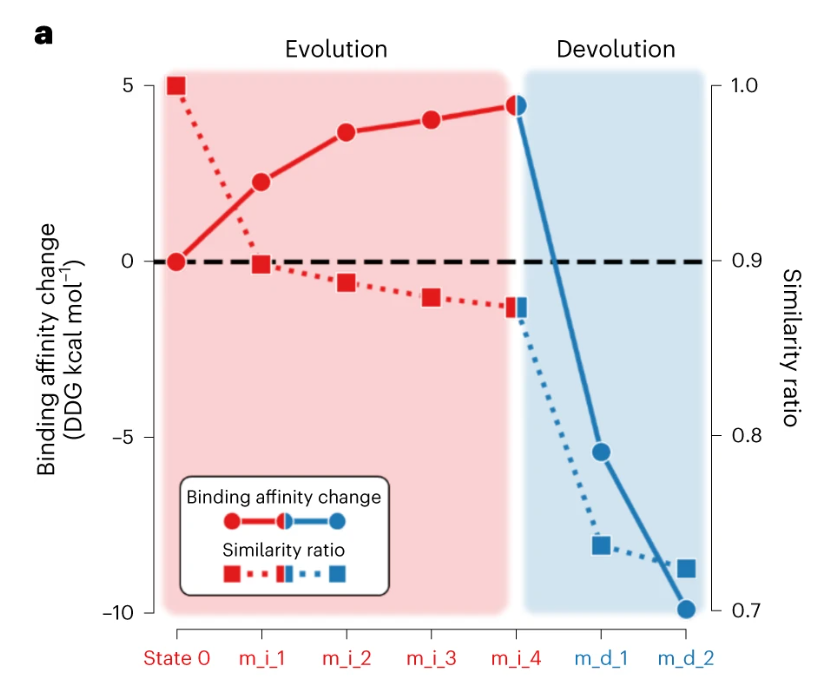 a
Evolution
Devolution
5
0
−5
−10
Binding affinity change
(DDG kcal mol⁻¹)
1.0
0.9
0.8
0.7
Similarity ratio
Binding affinity change
Similarity ratio
State 0 m_i_1 m_i_2 m_i_3 m_i_4 m_d_1 m_d_2